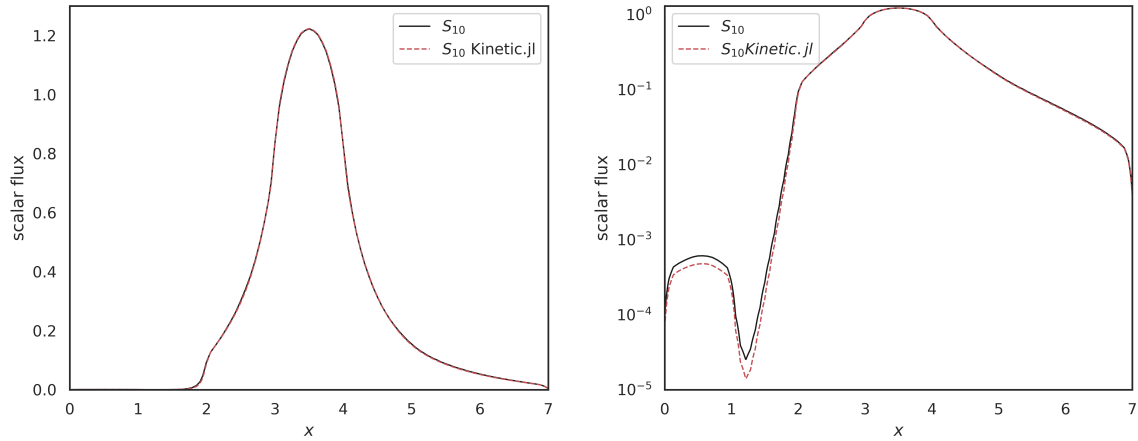 S₁₀
S₁₀ Kinetic.jl
1.2
1.0
0.8
0.6
0.4
0.2
0.0
scalar flux
0 1 2 3 4 5 6 7
x
S₁₀
S₁₀Kinetic.jl
10⁰
10⁻¹
10⁻²
10⁻³
10⁻⁴
10⁻⁵
scalar flux
0 1 2 3 4 5 6 7
x